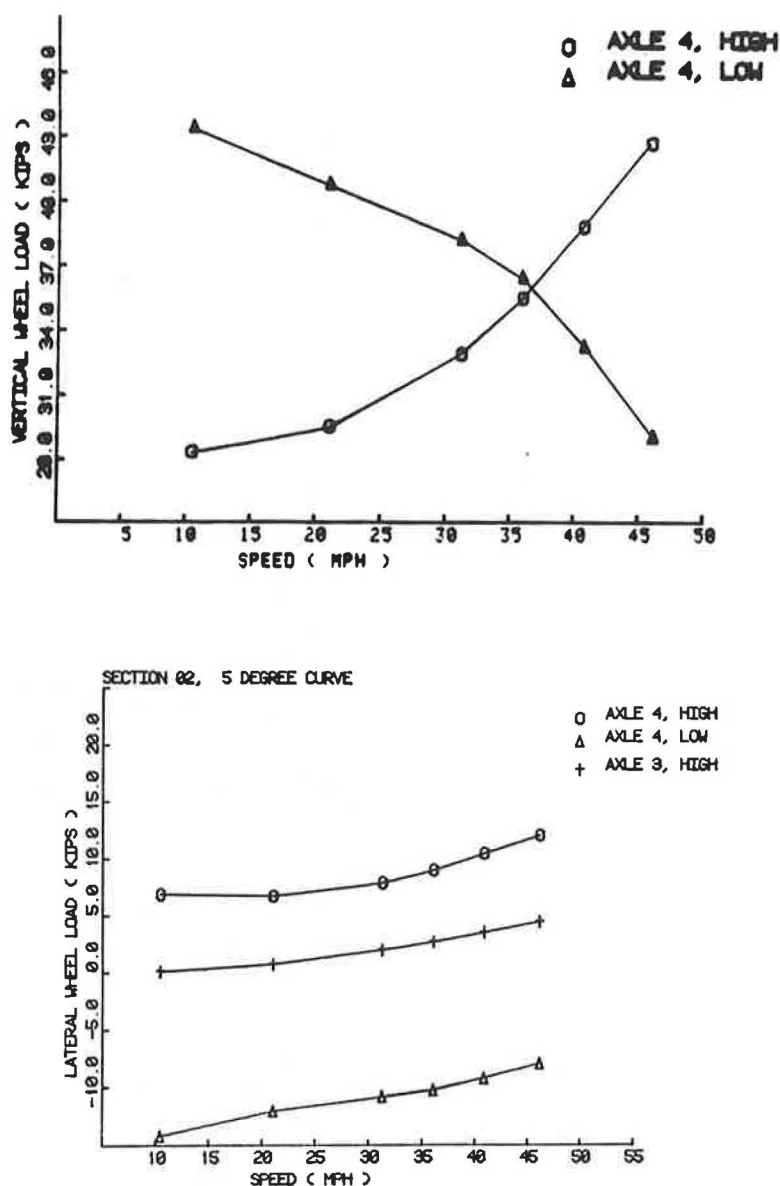 AXLE 4, HIGH
AXLE 4, LOW
VERTICAL WHEEL LOAD ( KIPS )
46.0
43.0
40.0
37.0
34.0
31.0
28.0
5 10 15 20 25 30 35 40 45 50
SPEED ( MPH )
SECTION 02, 5 DEGREE CURVE
AXLE 4, HIGH
AXLE 4, LOW
AXLE 3, HIGH
LATERAL WHEEL LOAD ( KIPS )
20.0
15.0
10.0
5.0
0.0
-5.0
-10.0
10 15 20 25 30 35 40 45 50 55
SPEED ( MPH )